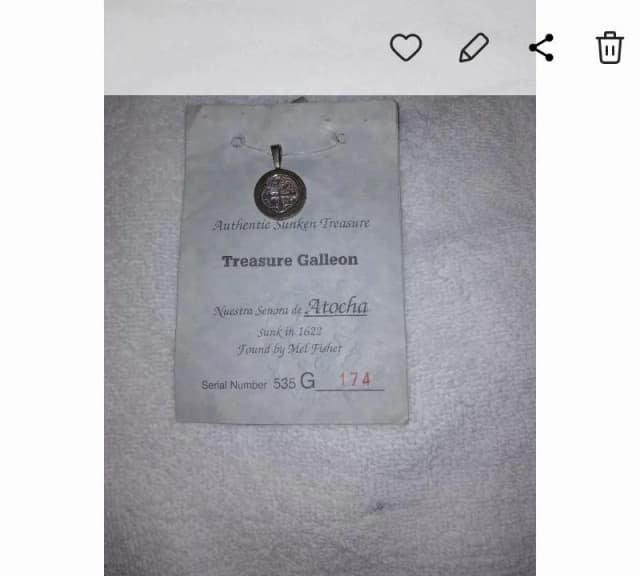 Authentic Sunken Treasure
Treasure Galleon
Nuestra Senora de Atocha
Sunk in 1622
Found by Mel Fisher
Serial Number 535 G 174